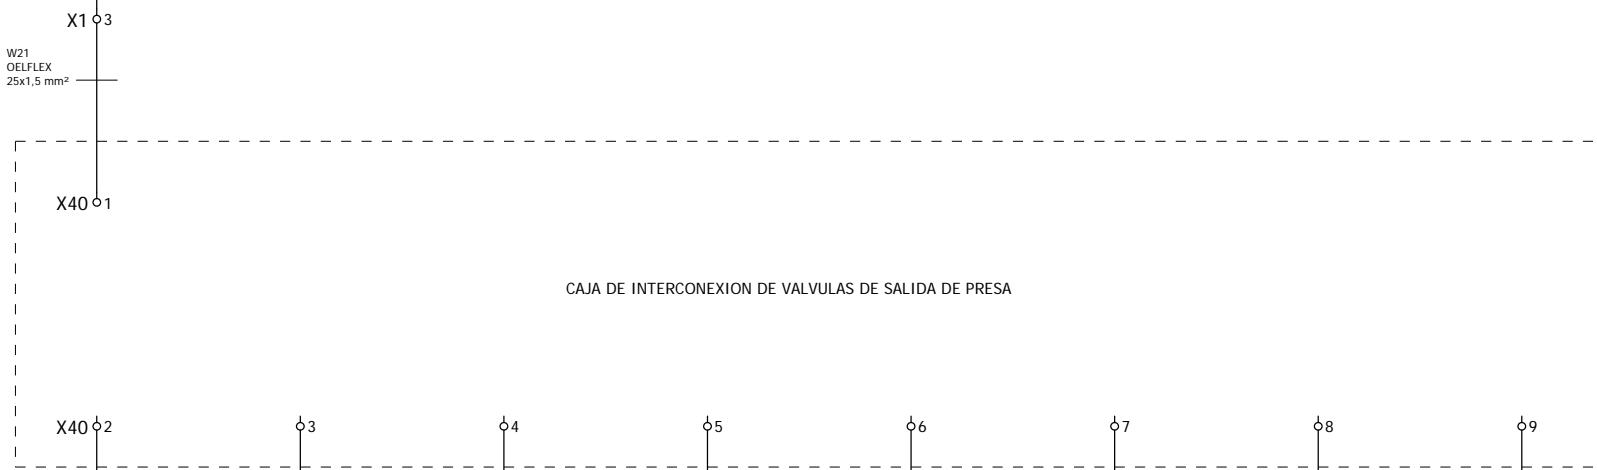 X1 3
W21
OELFLEX
25x1,5 mm²
X40 1
CAJA DE INTERCONEXION DE VALVULAS DE SALIDA DE PRESA
X40 2 3 4 5 6 7 8 9